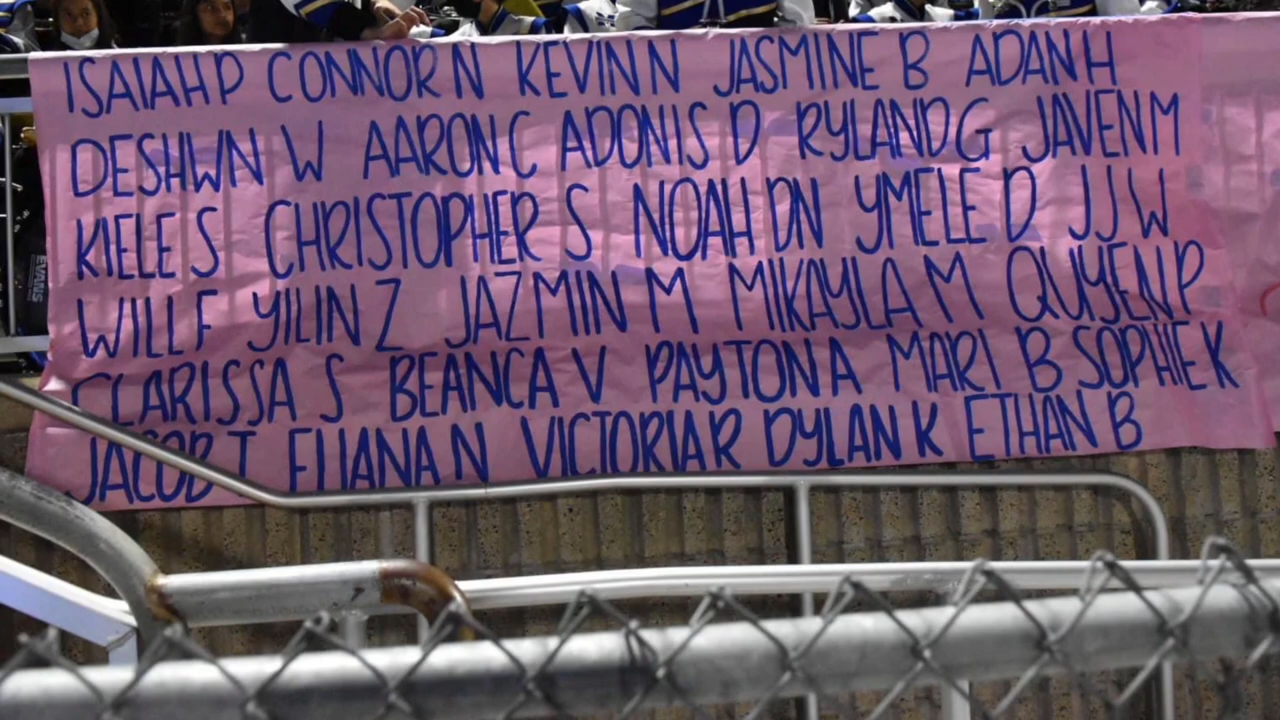 ISAIAH P CONNOR N KEVIN N JASMINE B ADAN H
DESHWN W AARON C ADONIS D RYLAND G JAVEN M
KIELE S CHRISTOPHER S NOAH DN YMELE D JJ W
WILL F YILIN Z JAZMIN M MIKAYLA M QUYEN P
CLARISSA S BEANCA V PAYTON A MARI B SOPHIE K
JACOB T ELIANA N VICTORIA R DYLAN K ETHAN B
EVANS